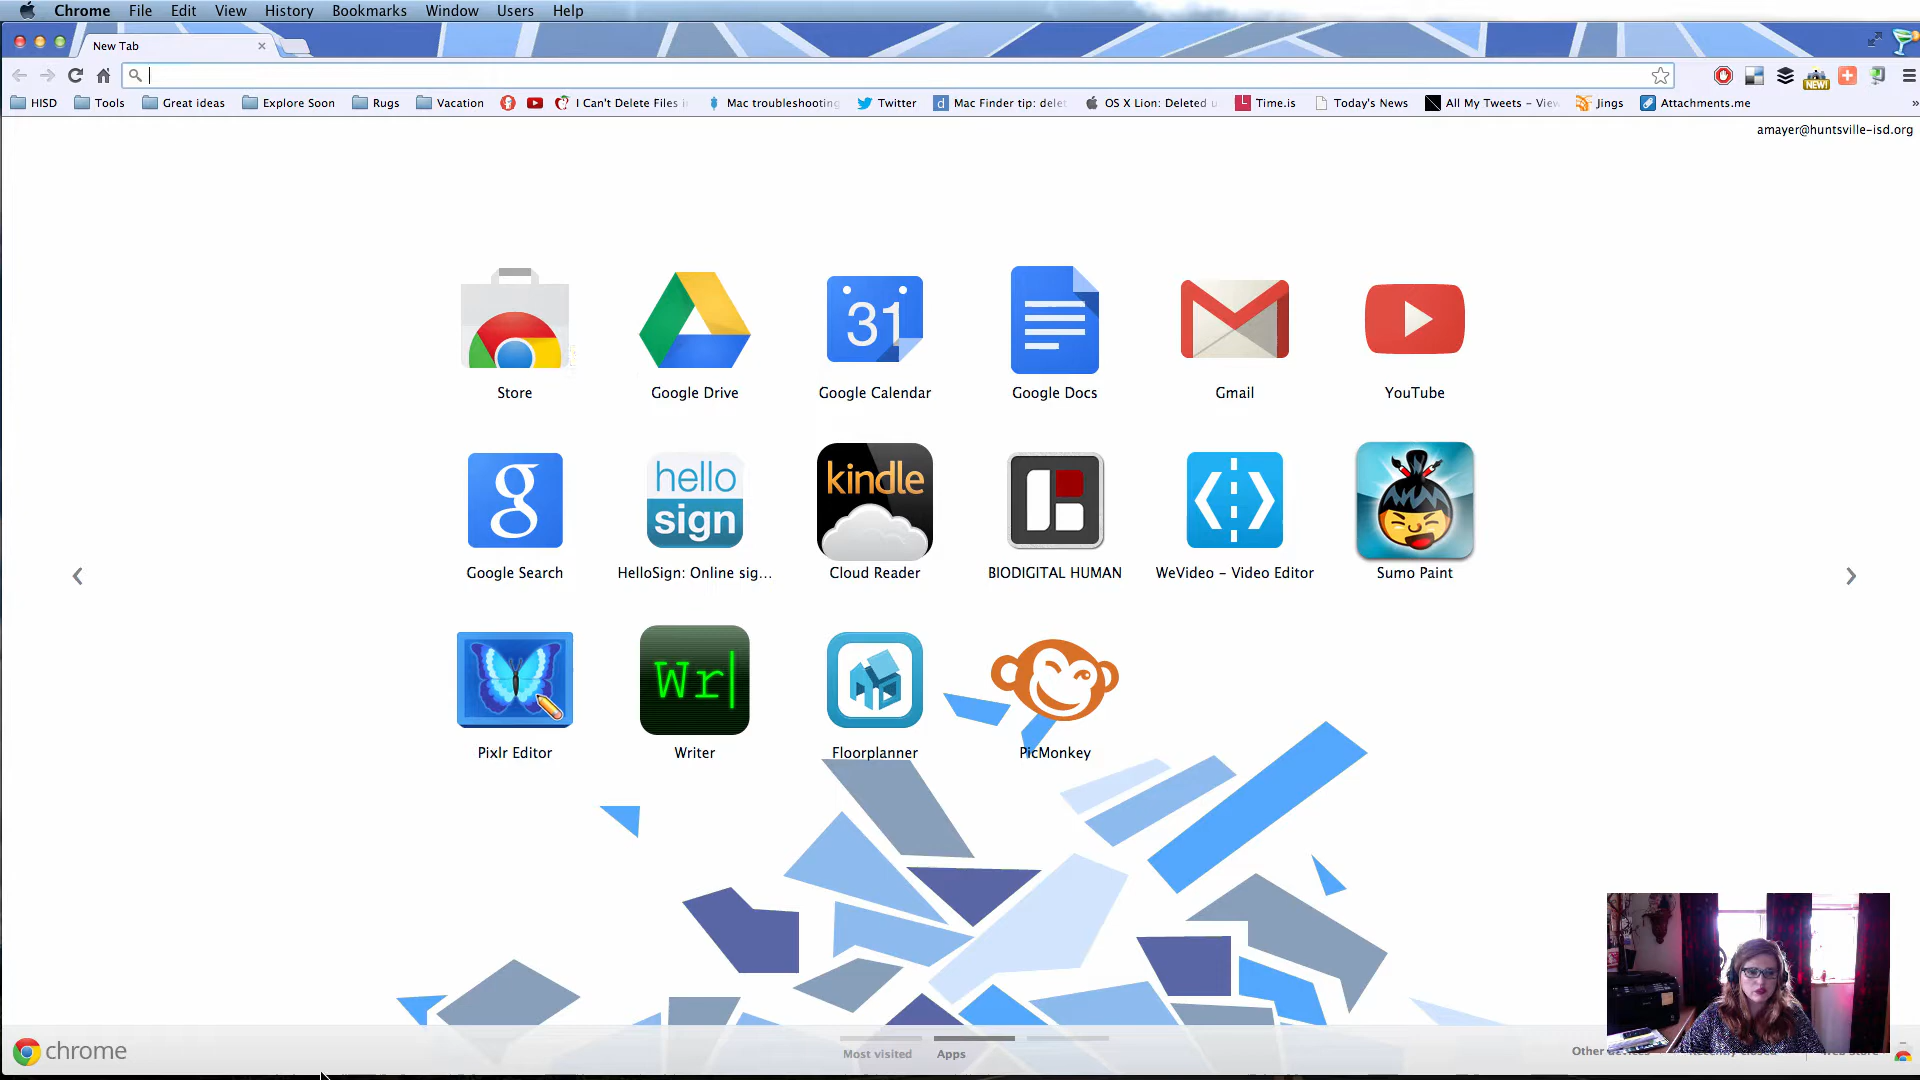 Chrome File Edit View History Bookmarks Window Users Help
New Tab
HISD Tools Great ideas Explore Soon Rugs Vacation I Can't Delete Files i Mac troubleshooting Twitter Mac Finder tip: delet OS X Lion: Deleted u Time.is Today's News All My Tweets – View Jings Attachments.me »
NEW!
amayer@huntsville-isd.org
31
Store Google Drive Google Calendar Google Docs Gmail YouTube
g hello sign kindle
Google Search HelloSign: Online sig... Cloud Reader BIODIGITAL HUMAN WeVideo – Video Editor Sumo Paint
Wr
Pixlr Editor Writer Floorplanner PicMonkey
chrome Most visited Apps Other